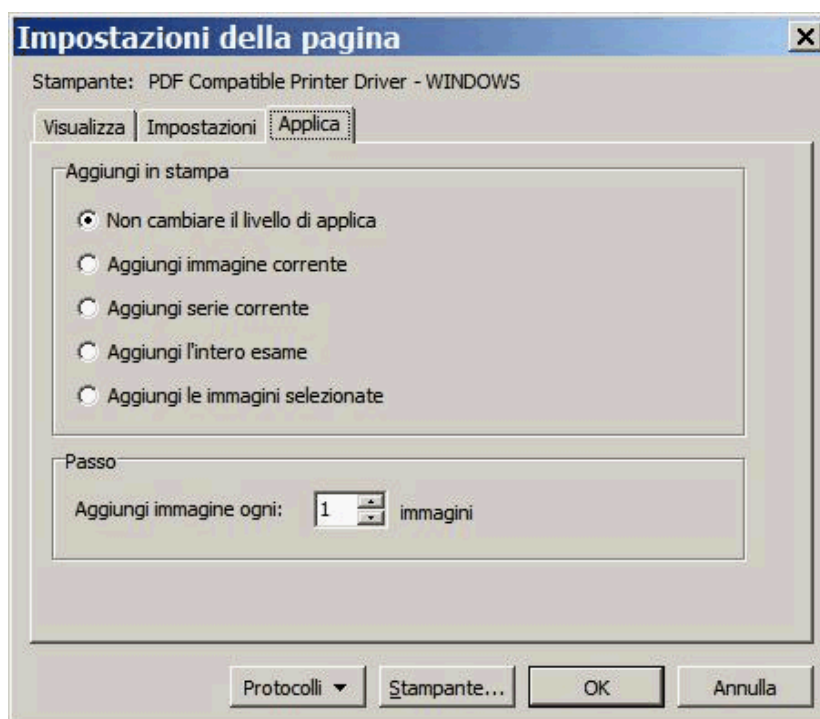 Impostazioni della pagina
Stampante: PDF Compatible Printer Driver - WINDOWS
Visualizza Impostazioni Applica
Aggiungi in stampa
Non cambiare il livello di applica
Aggiungi immagine corrente
Aggiungi serie corrente
Aggiungi l'intero esame
Aggiungi le immagini selezionate
Passo
Aggiungi immagine ogni: 1 immagini
Protocolli Stampante... OK Annulla